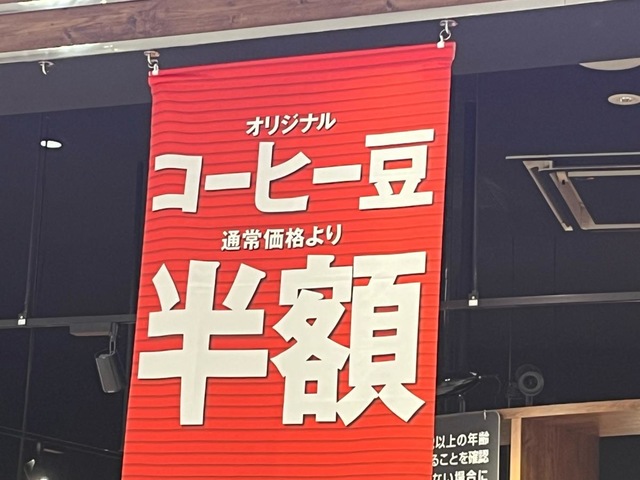 オリジナル
コーヒー豆
通常価格より
半額
以上の年齢
ることを確認
ない場合に